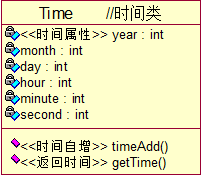 Time //时间类
<<时间属性>> year : int
month : int
day : int
hour : int
minute : int
second : int
<<时间自增>> timeAdd()
<<返回时间>> getTime()